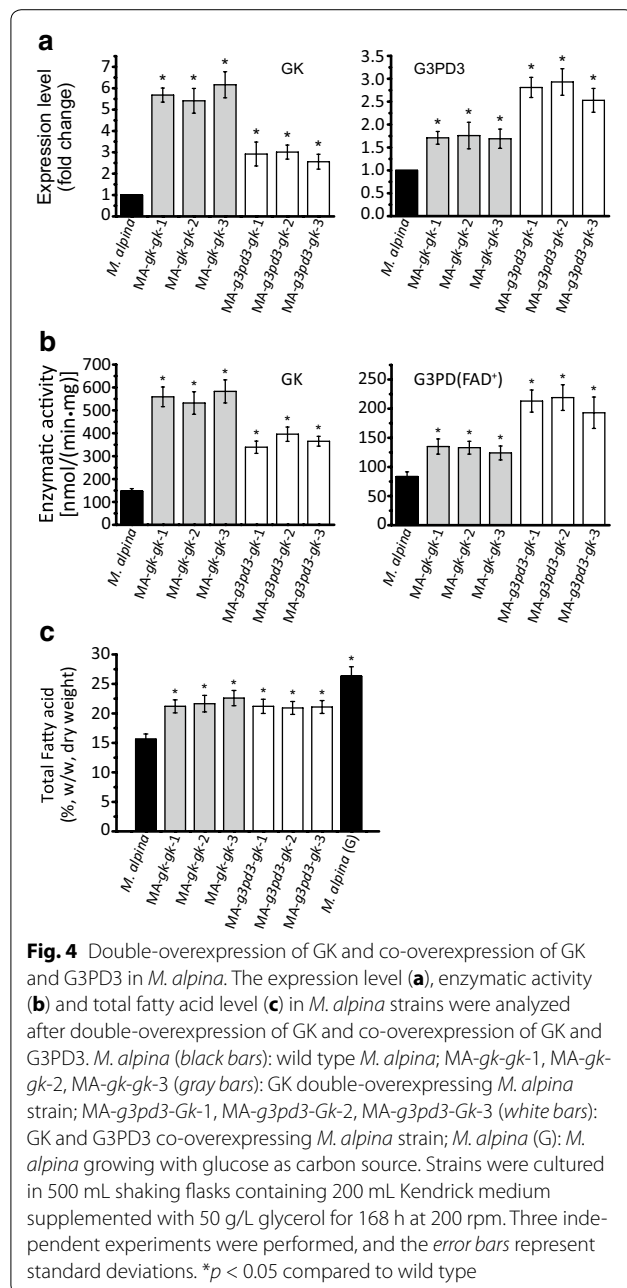 a
GK
G3PD3
Expression level
(fold change)
7
6
5
4
3
2
1
0
* * * * * *
3.5
3.0
2.5
2.0
1.5
1.0
0.5
0.0
* * * * * *
M. alpina
MA-gk-gk-1
MA-gk-gk-2
MA-gk-gk-3
MA-g3pd3-gk-1
MA-g3pd3-gk-2
MA-g3pd3-gk-3
M. alpina
MA-gk-gk-1
MA-gk-gk-2
MA-gk-gk-3
MA-g3pd3-gk-1
MA-g3pd3-gk-2
MA-g3pd3-gk-3
b
GK
G3PD(FAD⁺)
Enzymatic activity
[nmol/(min•mg)]
700
600
500
400
300
200
100
0
* * * * * *
250
200
150
100
50
0
* * * * * *
M. alpina
MA-gk-gk-1
MA-gk-gk-2
MA-gk-gk-3
MA-g3pd3-gk-1
MA-g3pd3-gk-2
MA-g3pd3-gk-3
M. alpina
MA-gk-gk-1
MA-gk-gk-2
MA-gk-gk-3
MA-g3pd3-gk-1
MA-g3pd3-gk-2
MA-g3pd3-gk-3
c
Total Fatty acid
(%, w/w, dry weight)
30
25
20
15
10
5
0
* * * * * * *
M. alpina
MA-gk-gk-1
MA-gk-gk-2
MA-gk-gk-3
MA-g3pd3-gk-1
MA-g3pd3-gk-2
MA-g3pd3-gk-3
M. alpina (G)
Fig. 4 Double-overexpression of GK and co-overexpression of GK
and G3PD3 in M. alpina. The expression level (a), enzymatic activity
(b) and total fatty acid level (c) in M. alpina strains were analyzed
after double-overexpression of GK and co-overexpression of GK and
G3PD3. M. alpina (black bars): wild type M. alpina; MA-gk-gk-1, MA-gk-
gk-2, MA-gk-gk-3 (gray bars): GK double-overexpressing M. alpina
strain; MA-g3pd3-Gk-1, MA-g3pd3-Gk-2, MA-g3pd3-Gk-3 (white bars):
GK and G3PD3 co-overexpressing M. alpina strain; M. alpina (G): M.
alpina growing with glucose as carbon source. Strains were cultured
in 500 mL shaking flasks containing 200 mL Kendrick medium
supplemented with 50 g/L glycerol for 168 h at 200 rpm. Three inde-
pendent experiments were performed, and the error bars represent
standard deviations. *p < 0.05 compared to wild type